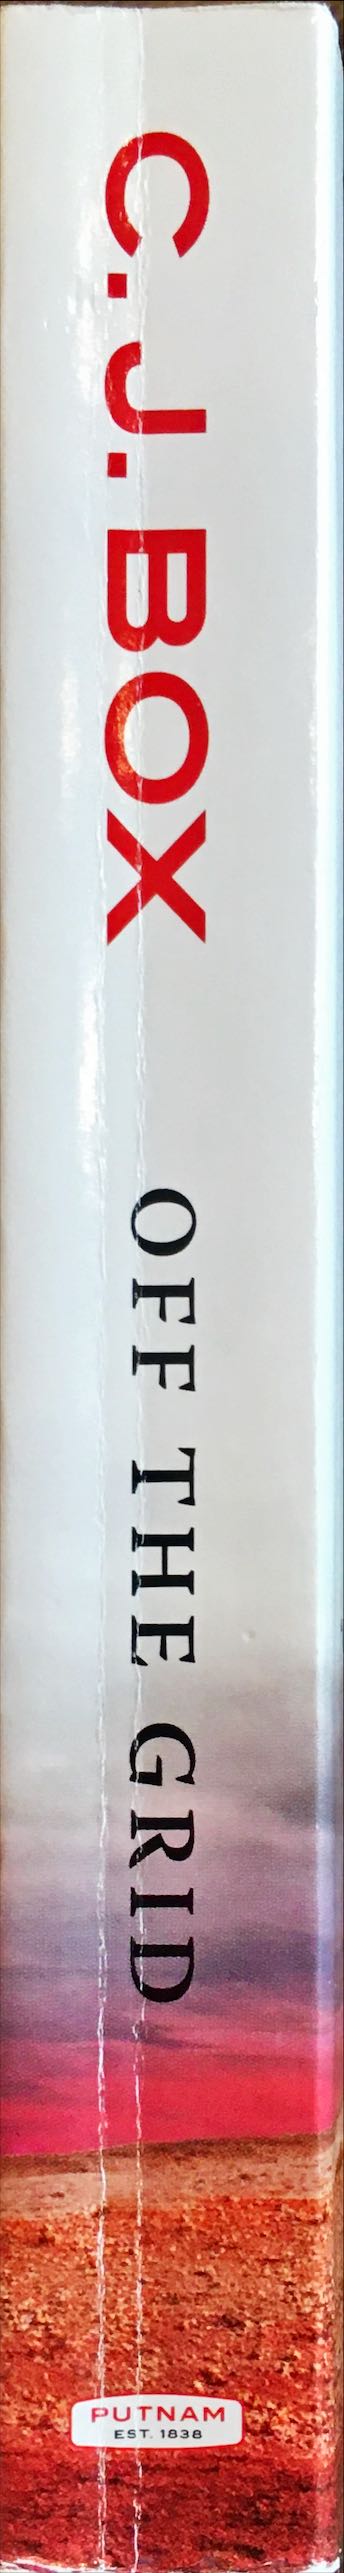 C.J. BOX
OFF THE GRID
PUTNAM
EST. 1838